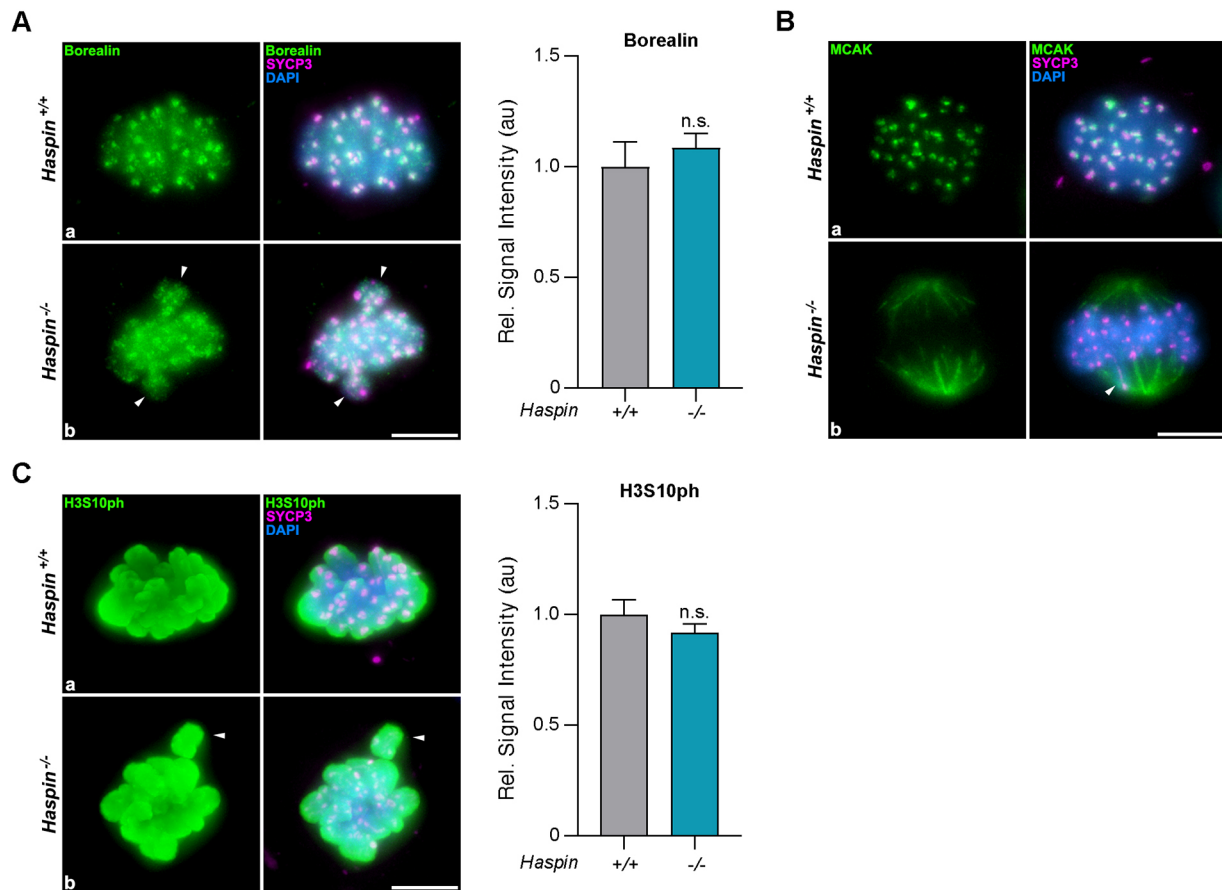 A
Borealin
Borealin
SYCP3
DAPI
Haspin+/+
a
Haspin-/-
b
Borealin
Rel. Signal Intensity (au)
1.5
1.0
0.5
0
n.s.
Haspin
+/+
-/-
B
MCAK
MCAK
SYCP3
DAPI
Haspin+/+
a
Haspin-/-
b
C
H3S10ph
H3S10ph
SYCP3
DAPI
Haspin+/+
a
Haspin-/-
b
H3S10ph
Rel. Signal Intensity (au)
1.5
1.0
0.5
0
n.s.
Haspin
+/+
-/-